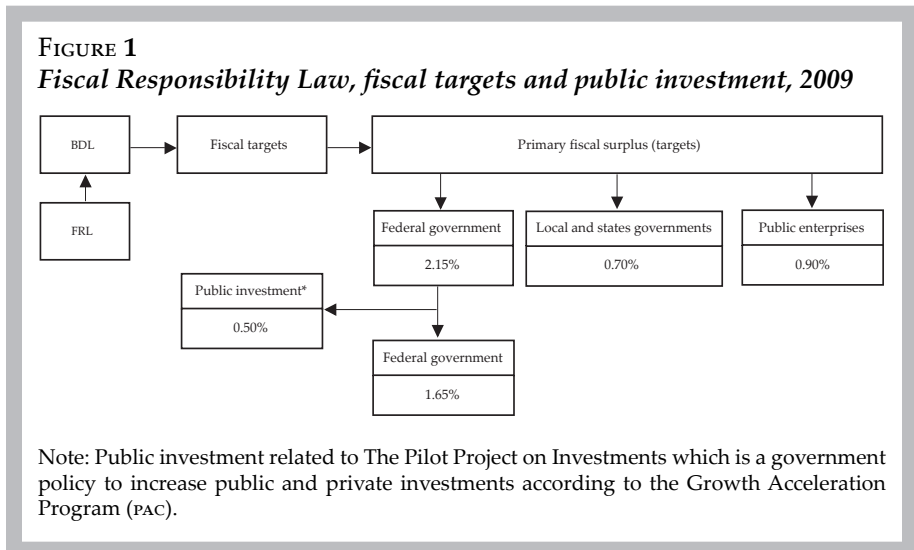 FIGURE 1
Fiscal Responsibility Law, fiscal targets and public investment, 2009
BDL
Fiscal targets
Primary fiscal surplus (targets)
FRL
Federal government
2.15%
Local and states governments
0.70%
Public enterprises
0.90%
Public investment*
0.50%
Federal government
1.65%
Note: Public investment related to The Pilot Project on Investments which is a government
policy to increase public and private investments according to the Growth Acceleration
Program (PAC).